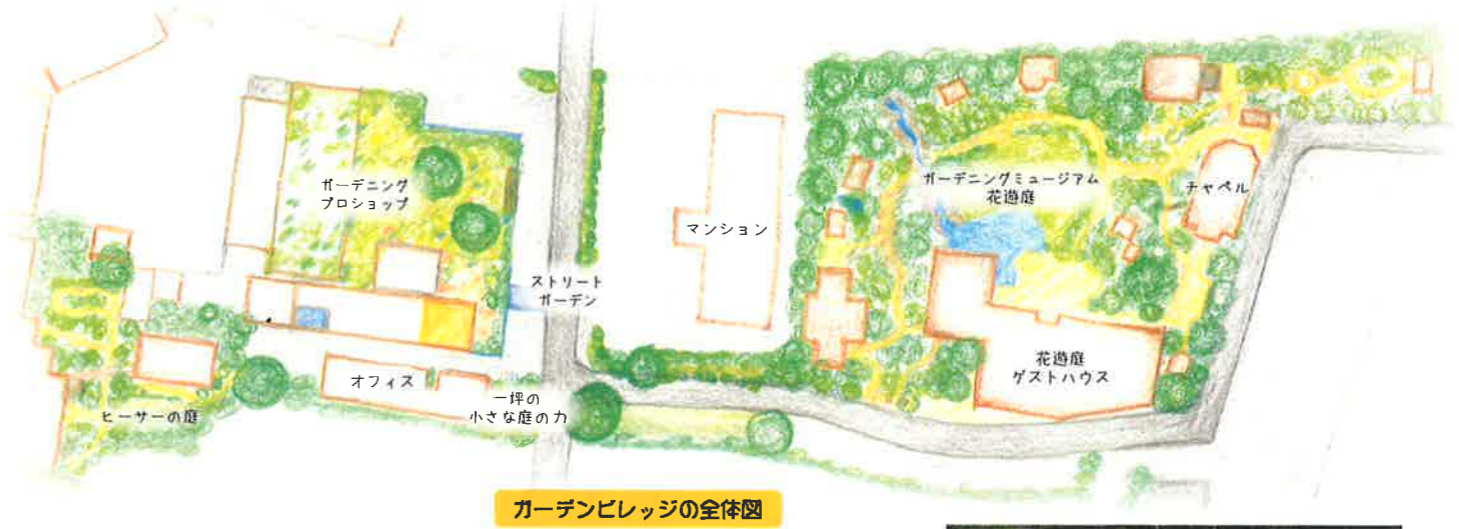 ガーデニング
プロショップ
マンション
ガーデニングミュージアム
花遊庭
チャペル
ストリート
ガーデン
花遊庭
ゲストハウス
オフィス
一坪の
小さな庭の力
ヒーサーの庭
ガーデンビレッジの全体図